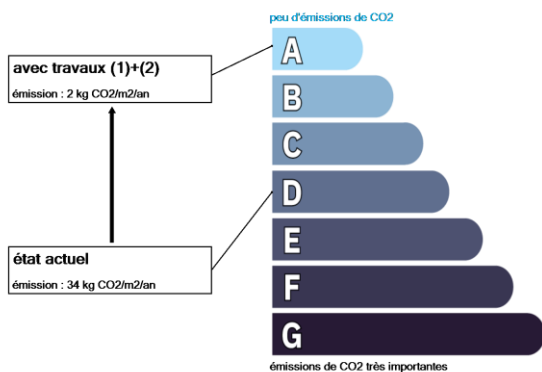 peu d'émissions de CO2
A
avec travaux (1)+(2)
émission : 2 kg CO2/m2/an
B
C
D
E
état actuel
émission : 34 kg CO2/m2/an
F
G
émissions de CO2 très importantes